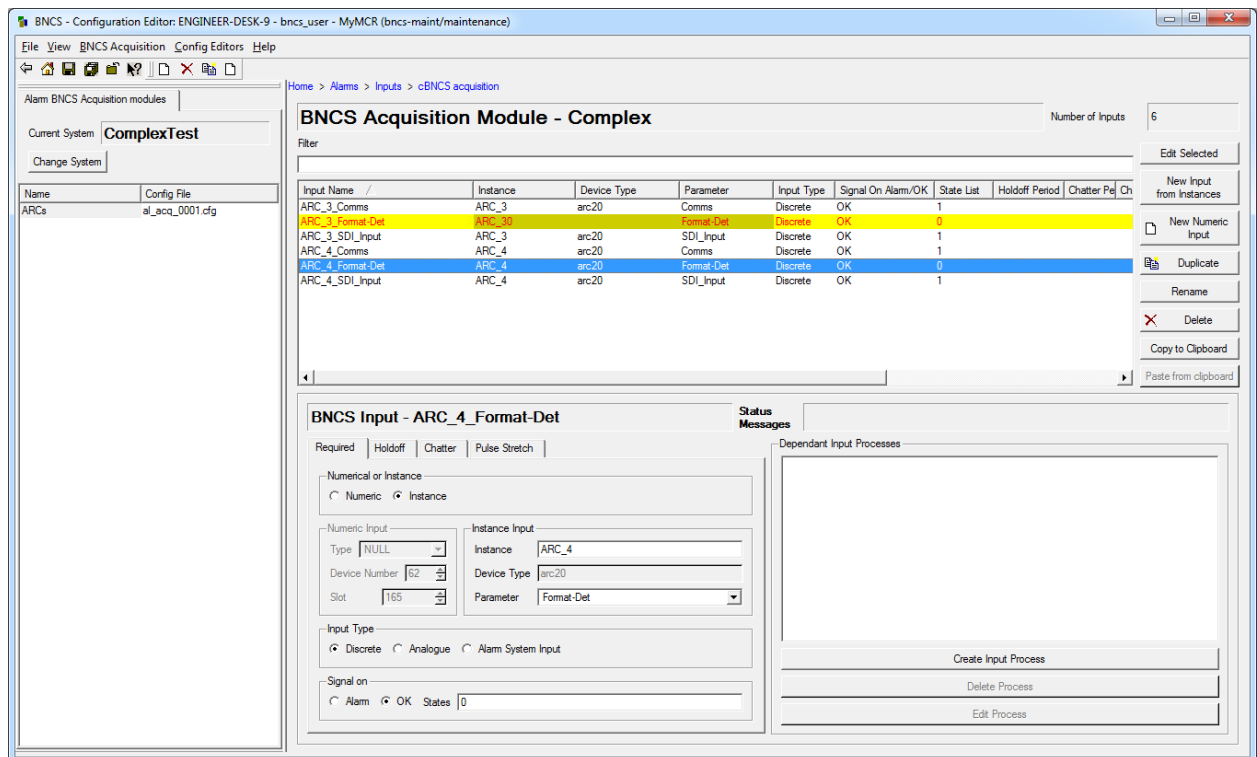 BNCS - Configuration Editor: ENGINEER-DESK-9 - bncs_user - MyMCR (bncs-maint/maintenance)
File View BNCS Acquisition Config Editors Help
Home > Alarms > Inputs > cBNCS acquisition
Alarm BNCS Acquisition modules
Current System ComplexTest
Change System
Name Config File
ARCs al_acq_0001.cfg
BNCS Acquisition Module - Complex
Number of Inputs 6
Filter
Input Name Instance Device Type Parameter Input Type Signal On Alarm/OK State List Holdoff Period Chatter Pe Ch
ARC_3_Comms ARC_3 arc20 Comms Discrete OK 1
ARC_3_Format-Det ARC_30 Format-Det Discrete OK 0
ARC_3_SDI_Input ARC_3 arc20 SDI_Input Discrete OK 1
ARC_4_Comms ARC_4 arc20 Comms Discrete OK 1
ARC_4_Format-Det ARC_4 arc20 Format-Det Discrete OK 0
ARC_4_SDI_Input ARC_4 arc20 SDI_Input Discrete OK 1
Edit Selected
New Input
from Instances
New Numeric
Input
Duplicate
Rename
Delete
Copy to Clipboard
Paste from clipboard
BNCS Input - ARC_4_Format-Det
Status
Messages
Required Holdoff Chatter Pulse Stretch
Numerical or Instance
Numeric Instance
Numeric Input
Type NULL
Device Number 62
Slot 165
Instance Input
Instance ARC_4
Device Type arc20
Parameter Format-Det
Input Type
Discrete Analogue Alarm System Input
Signal on
Alarm OK States 0
Dependant Input Processes
Create Input Process
Delete Process
Edit Process